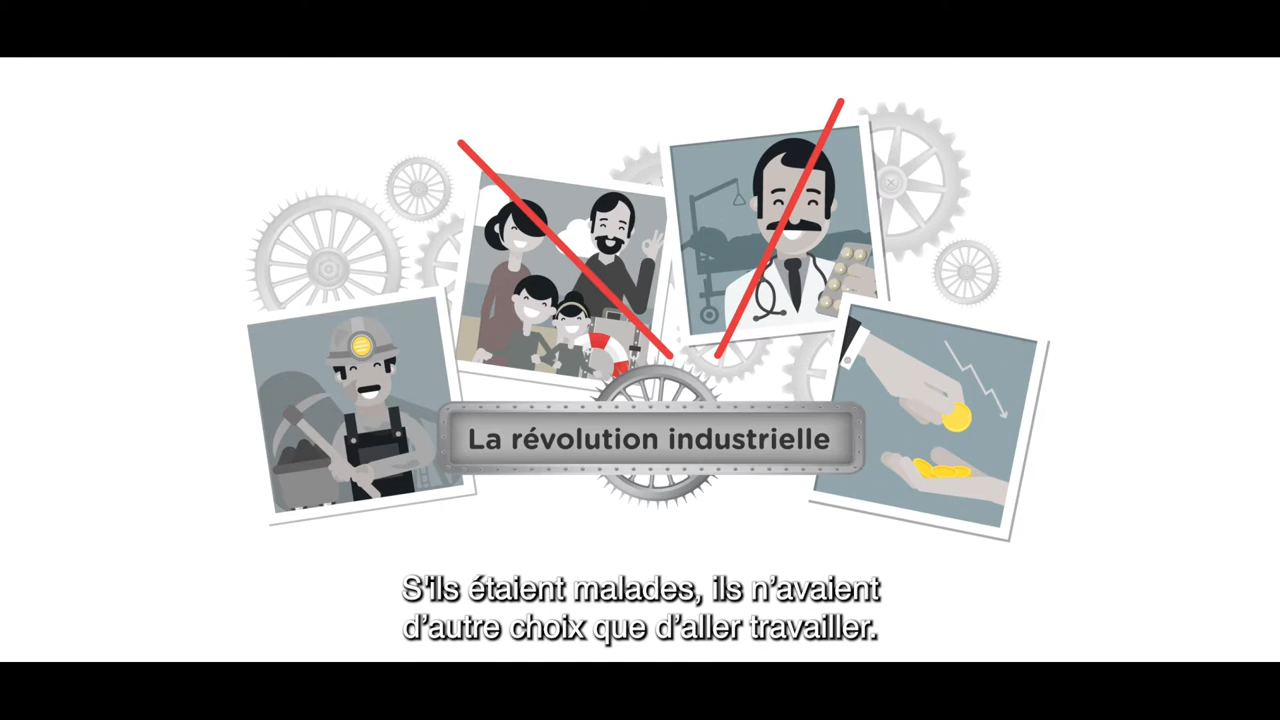 La révolution industrielle
S'ils étaient malades, ils n’avaient
d’autre choix que d’aller travailler.